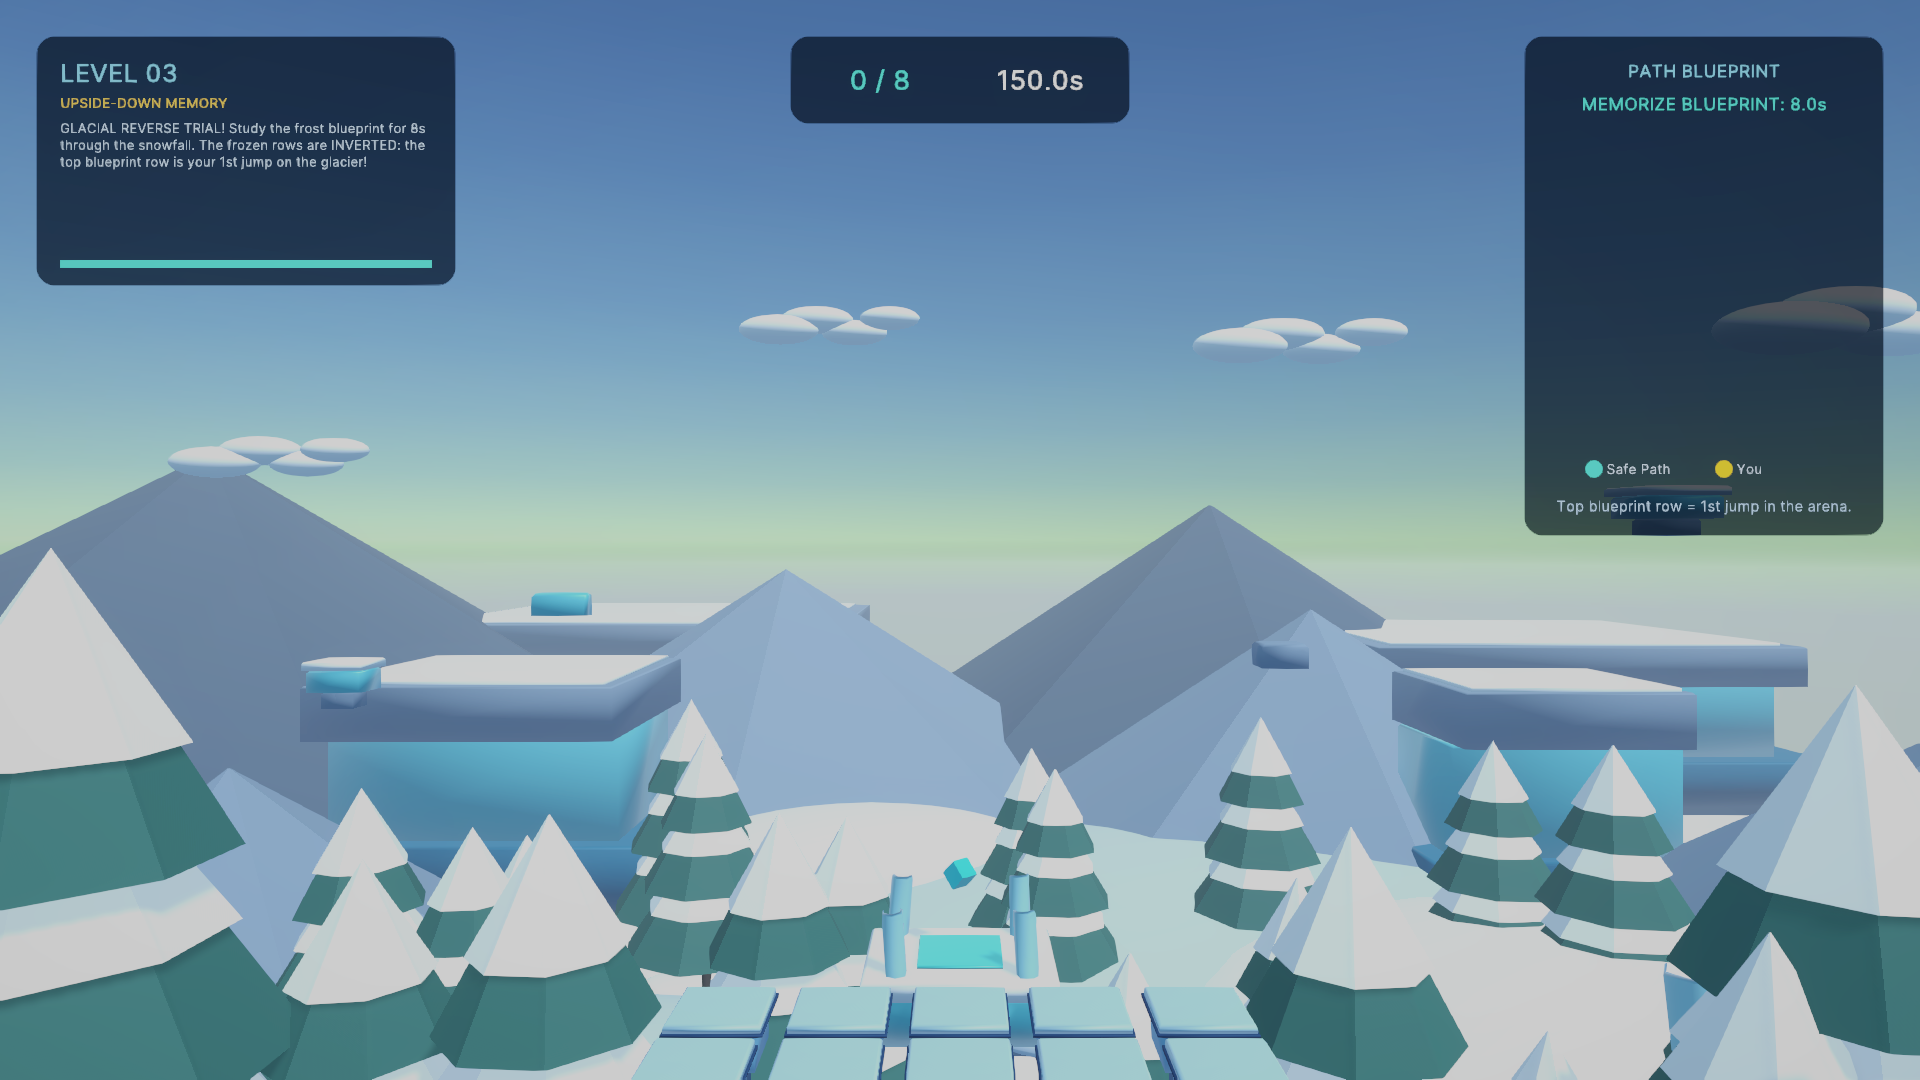 LEVEL 03
UPSIDE-DOWN MEMORY
GLACIAL REVERSE TRIAL! Study the frost blueprint for 8s
through the snowfall. The frozen rows are INVERTED: the
top blueprint row is your 1st jump on the glacier!
0 / 8
150.0s
PATH BLUEPRINT
MEMORIZE BLUEPRINT: 8.0s
Safe Path
You
Top blueprint row = 1st jump in the arena.